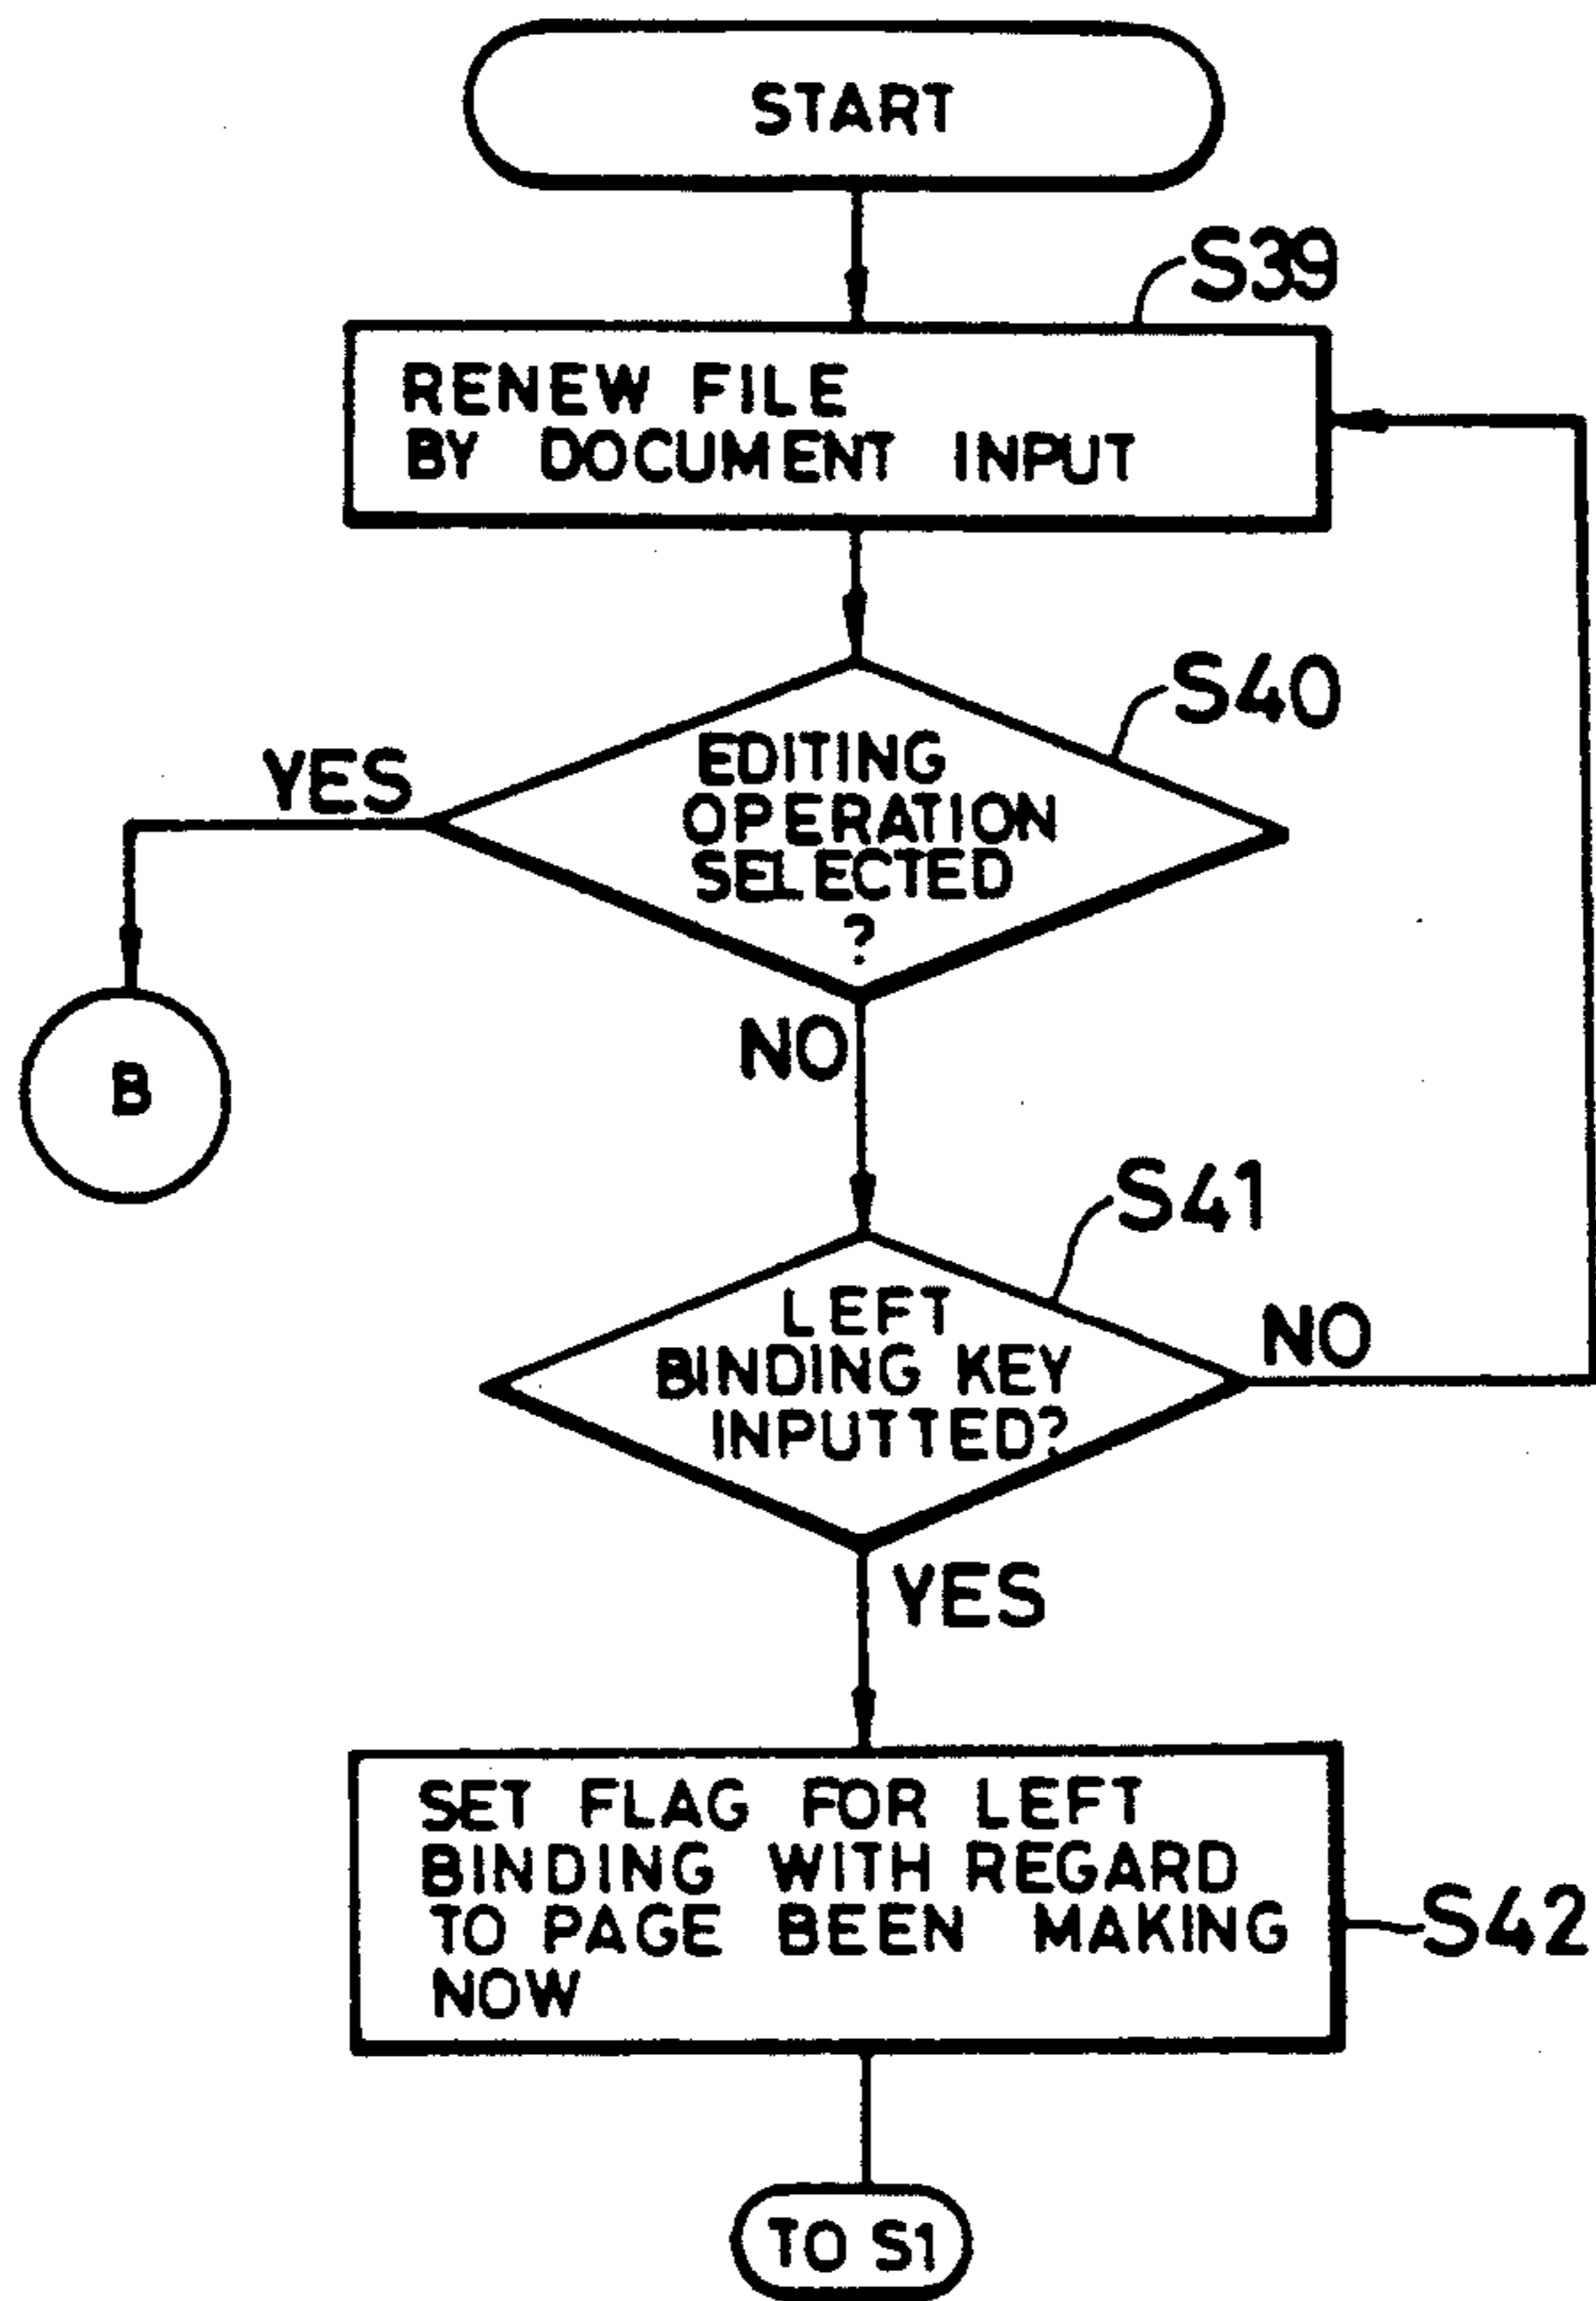 START
S39
RENEW FILE
BY DOCUMENT INPUT
S40
YES
EDITING
OPERATION
SELECTED
?
NO
B
S41
LEFT
BINDING KEY
INPUTTED?
NO
YES
SET FLAG FOR LEFT
BINDING WITH REGARD
TO PAGE BEEN MAKING
NOW
S42
TO S1